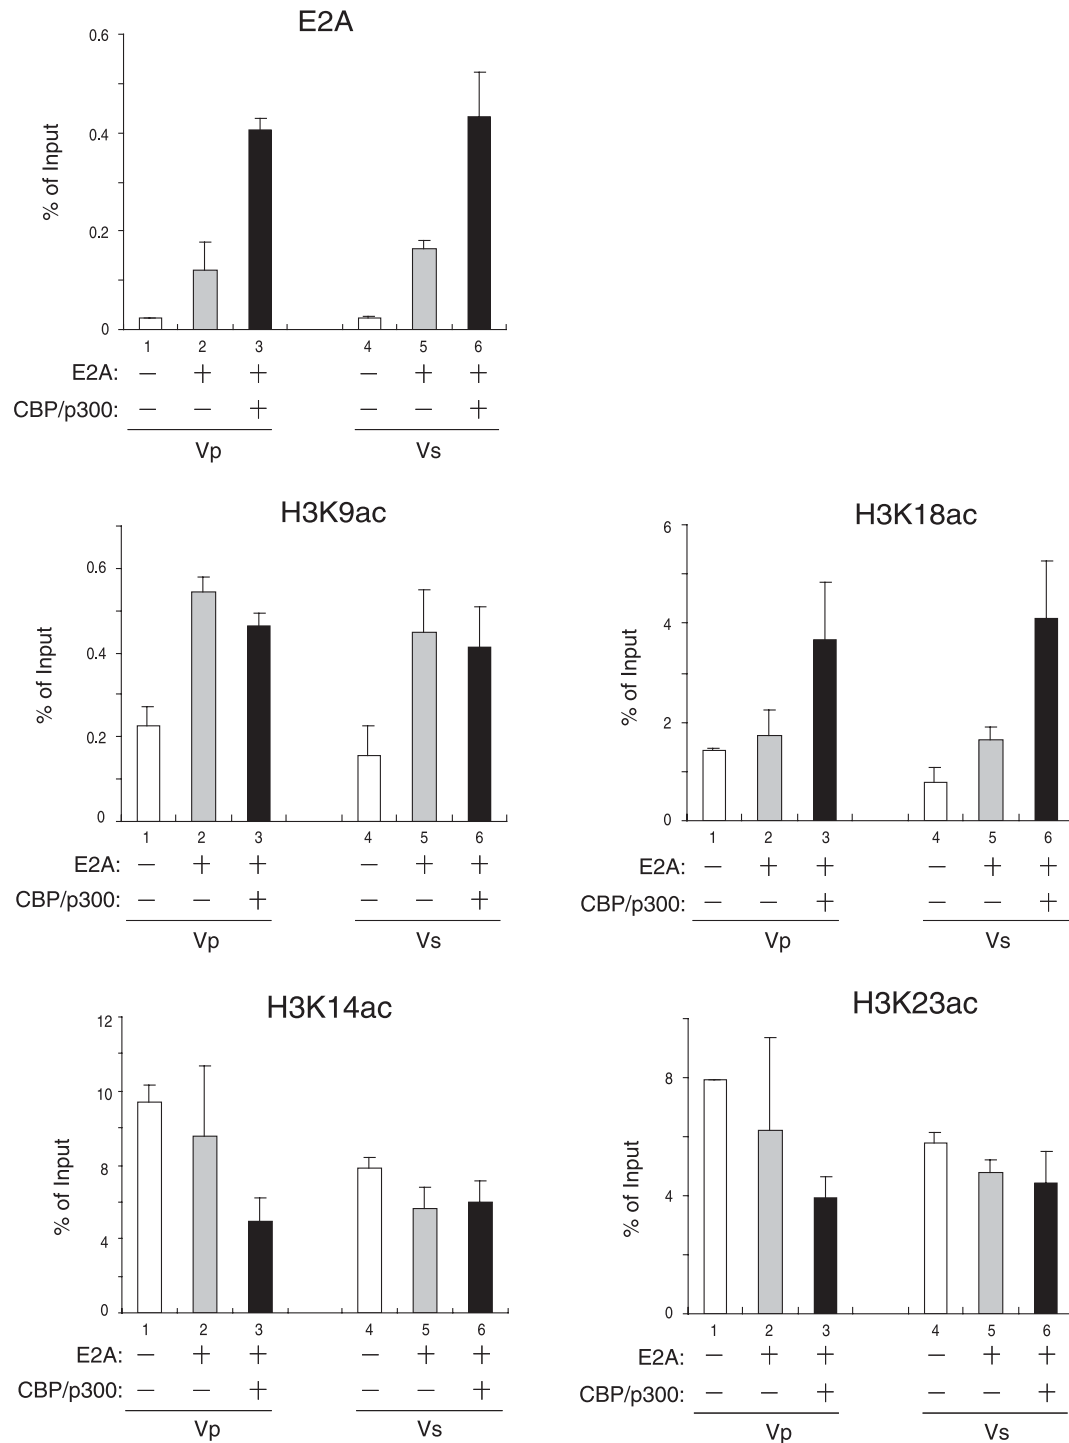 E2A
% of Input
0.6
0.4
0.2
0
1 2 3 4 5 6
E2A: – + + – + +
CBP/p300: – – + – – +
Vp Vs
H3K9ac
% of Input
0.6
0.4
0.2
0
1 2 3 4 5 6
E2A: – + + – + +
CBP/p300: – – + – – +
Vp Vs
H3K18ac
% of Input
6
4
2
0
1 2 3 4 5 6
E2A: – + + – + +
CBP/p300: – – + – – +
Vp Vs
H3K14ac
% of Input
12
10
8
4
0
1 2 3 4 5 6
E2A: – + + – + +
CBP/p300: – – + – – +
Vp Vs
H3K23ac
% of Input
8
4
0
1 2 3 4 5 6
E2A: – + + – + +
CBP/p300: – – + – – +
Vp Vs